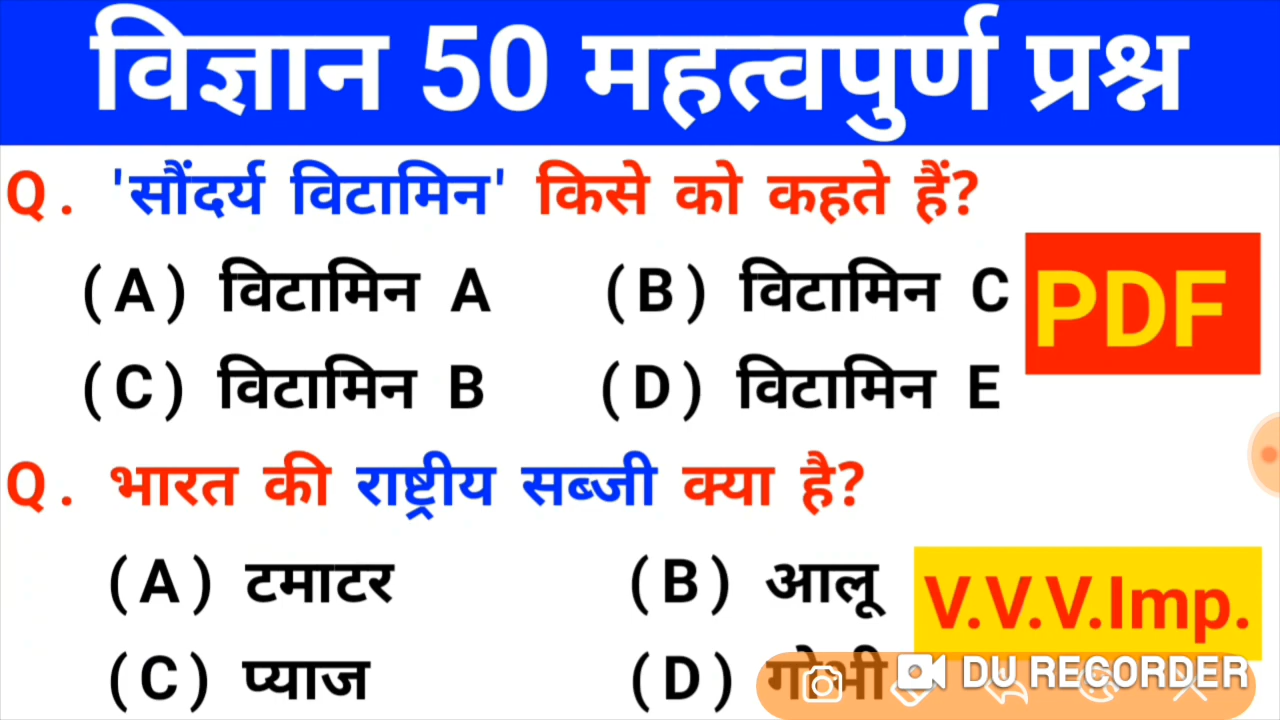 विज्ञान 50 महत्वपुर्ण प्रश्न
Q. 'सौंदर्य विटामिन' किसे को कहते हैं?
(A) विटामिन A (B) विटामिन C
PDF
(C) विटामिन B (D) विटामिन E
Q. भारत की राष्ट्रीय सब्जी क्या है?
(A) टमाटर (B) आलू
V.V.V.Imp.
(C) प्याज (D) गोभी
DU RECORDER